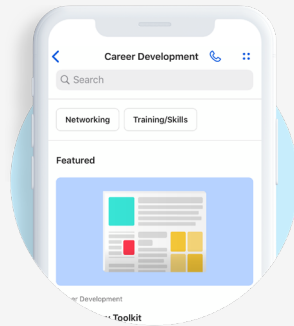 Career Development
Search
Networking
Training/Skills
Featured
Development
Toolkit